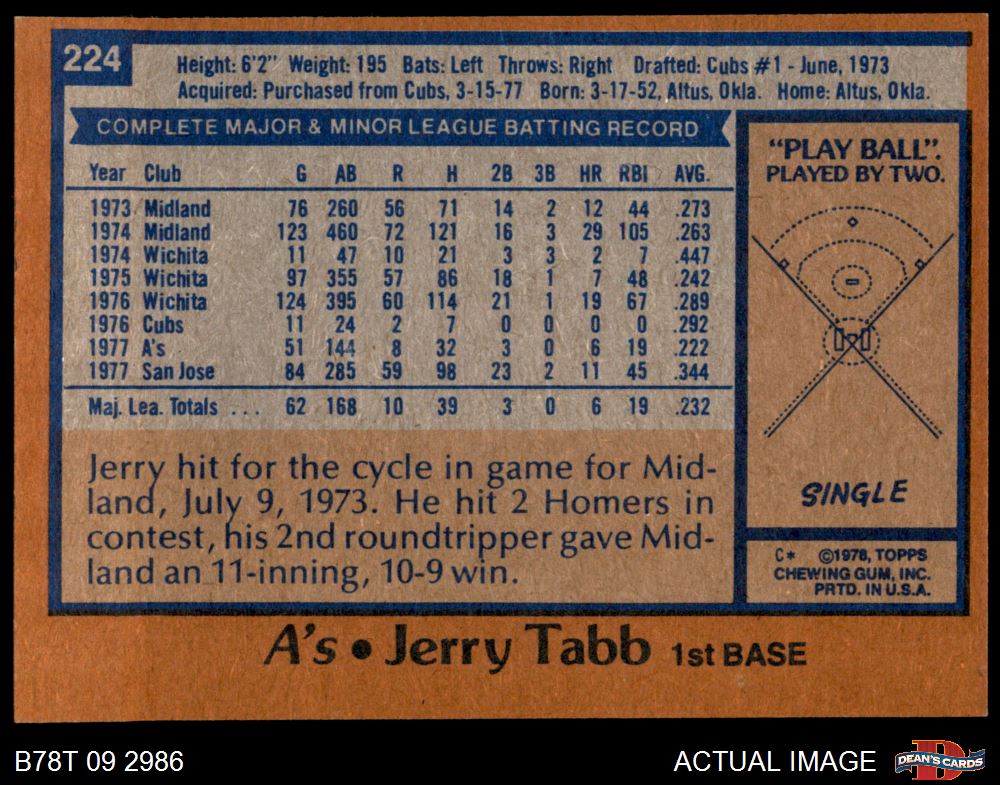 224
Height: 6'2" Weight: 195 Bats: Left Throws: Right Drafted: Cubs #1 - June, 1973
Acquired: Purchased from Cubs, 3-15-77 Born: 3-17-52, Altus, Okla. Home: Altus, Okla.
COMPLETE MAJOR & MINOR LEAGUE BATTING RECORD
Year Club G AB R H 2B 3B HR RBI AVG.
1973 Midland 76 260 56 71 14 2 12 44 .273
1974 Midland 123 460 72 121 16 3 29 105 .263
1974 Wichita 11 47 10 21 3 3 2 7 .447
1975 Wichita 97 355 57 86 18 1 7 48 .242
1976 Wichita 124 395 60 114 21 1 19 67 .289
1976 Cubs 11 24 2 7 0 0 0 0 .292
1977 A's 51 144 8 32 3 0 6 19 .222
1977 San Jose 84 285 59 98 23 2 11 45 .344
Maj. Lea. Totals ... 62 168 10 39 3 0 6 19 .232
Jerry hit for the cycle in game for Mid-
land, July 9, 1973. He hit 2 Homers in
contest, his 2nd roundtripper gave Mid-
land an 11-inning, 10-9 win.
"PLAY BALL".
PLAYED BY TWO.
SINGLE
C* ©1978, TOPPS
CHEWING GUM, INC.
PRTD. IN U.S.A.
A's • Jerry Tabb 1st BASE
B78T 09 2986
ACTUAL IMAGE
D
DEAN'S CARDS